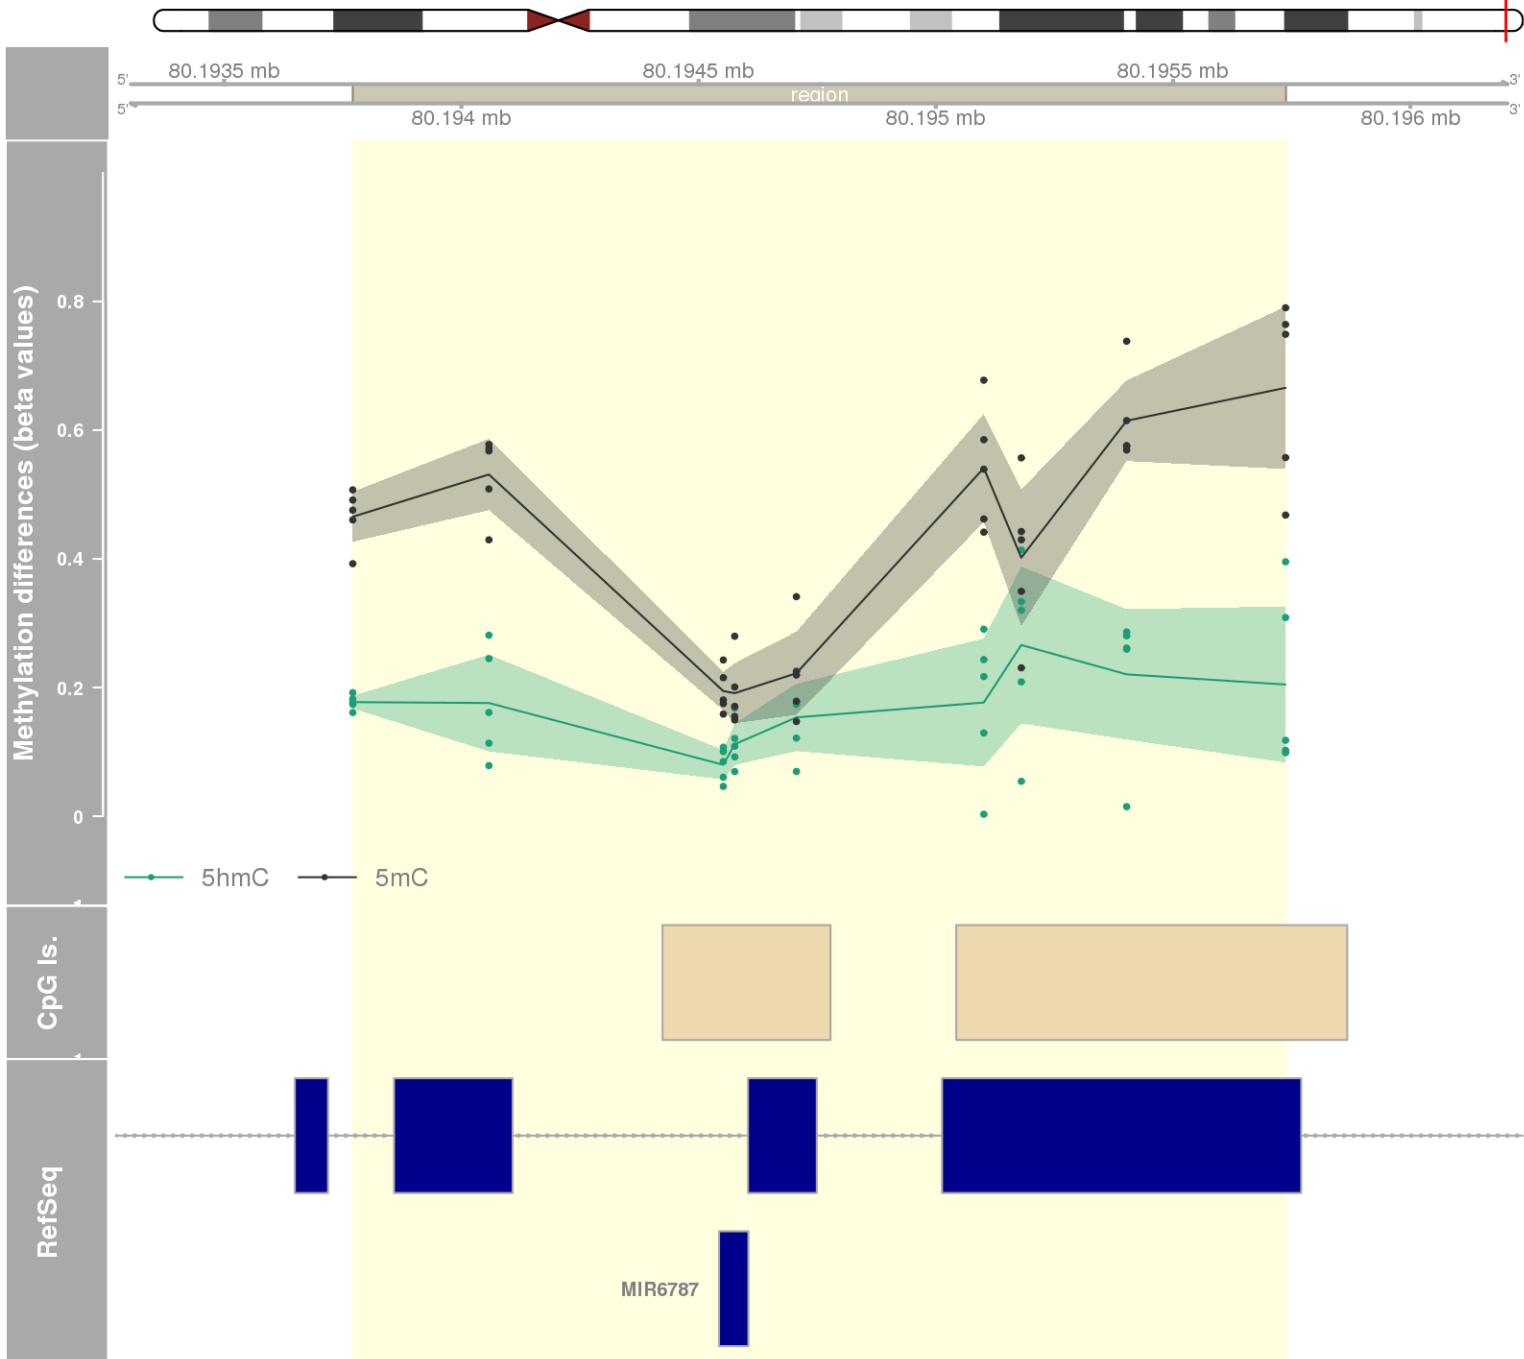 80.1935 mb
80.1945 mb
80.1955 mb
5'
3'
region
5'
3'
80.194 mb
80.195 mb
80.196 mb
Methylation differences (beta values)
0.8
0.6
0.4
0.2
0
5hmC
5mC
CpG Is.
RefSeq
MIR6787